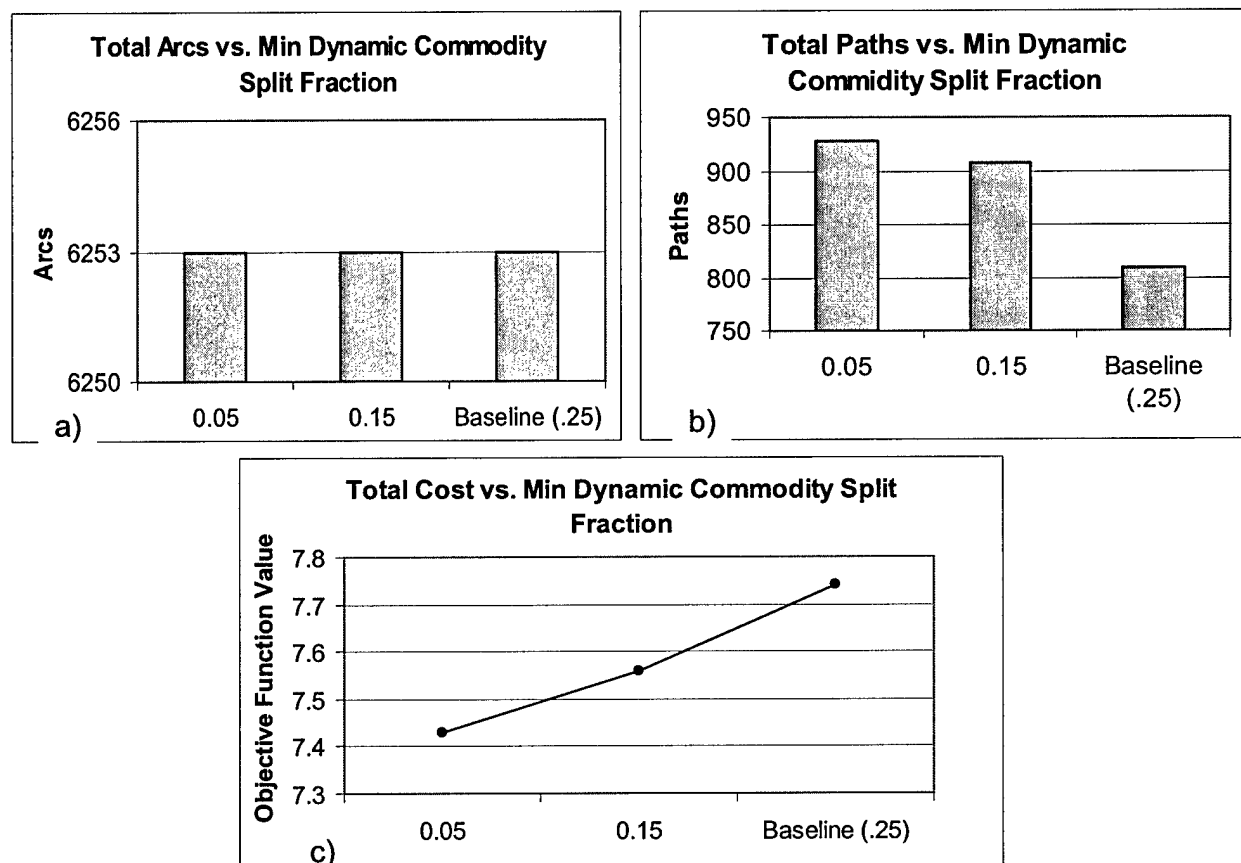 Total Arcs vs. Min Dynamic Commodity
Split Fraction
6256
6253
6250
Arcs
0.05 0.15 Baseline (.25)
a)
Total Paths vs. Min Dynamic
Commidity Split Fraction
950
900
850
800
750
Paths
0.05 0.15 Baseline
(.25)
b)
Total Cost vs. Min Dynamic Commodity Split
Fraction
7.8
7.7
7.6
7.5
7.4
7.3
Objective Function Value
0.05 0.15 Baseline (.25)
c)